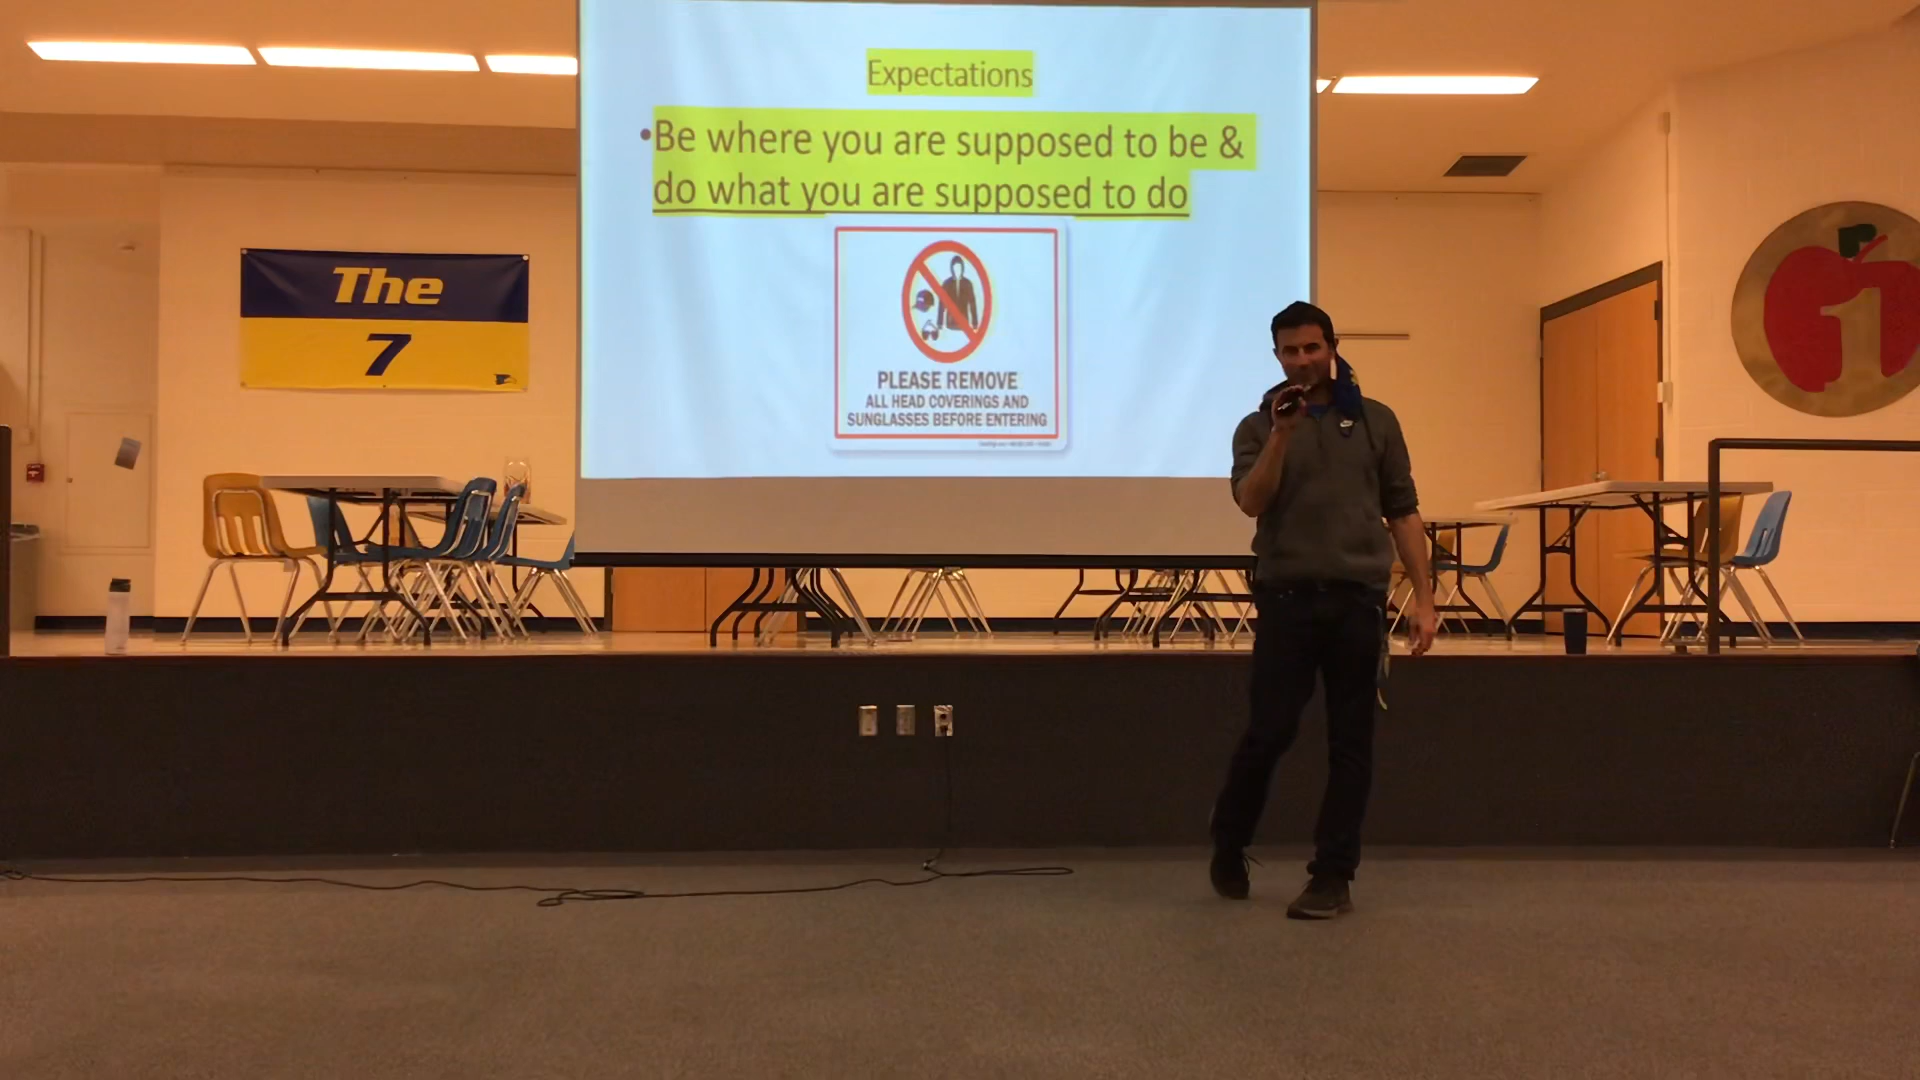 Expectations
•Be where you are supposed to be &
do what you are supposed to do
PLEASE REMOVE
ALL HEAD COVERINGS AND
SUNGLASSES BEFORE ENTERING
The
7
1